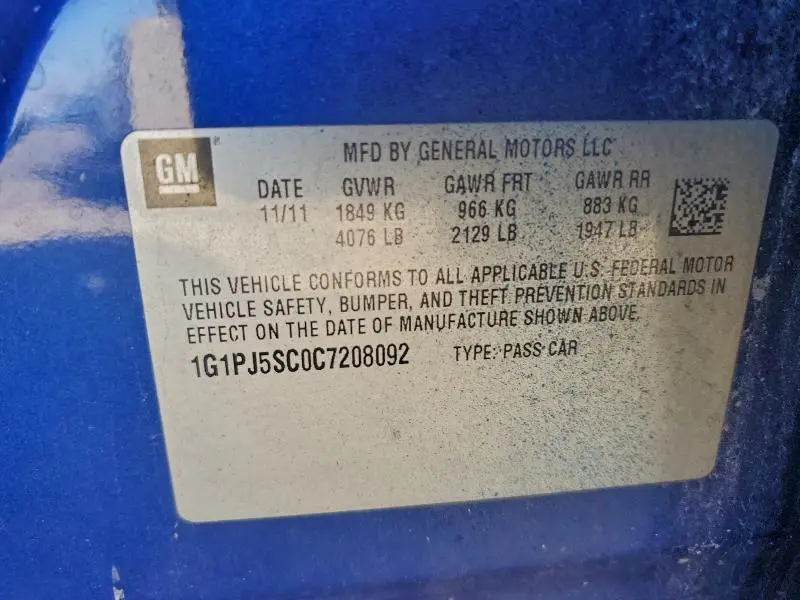 GM
MFD BY GENERAL MOTORS LLC
DATE GVWR GAWR FRT GAWR RR
11/11 1849 KG 966 KG 883 KG
4076 LB 2129 LB 1947 LB
THIS VEHICLE CONFORMS TO ALL APPLICABLE U.S. FEDERAL MOTOR
VEHICLE SAFETY, BUMPER, AND THEFT PREVENTION STANDARDS IN
EFFECT ON THE DATE OF MANUFACTURE SHOWN ABOVE.
1G1PJ5SC0C7208092 TYPE: PASS CAR